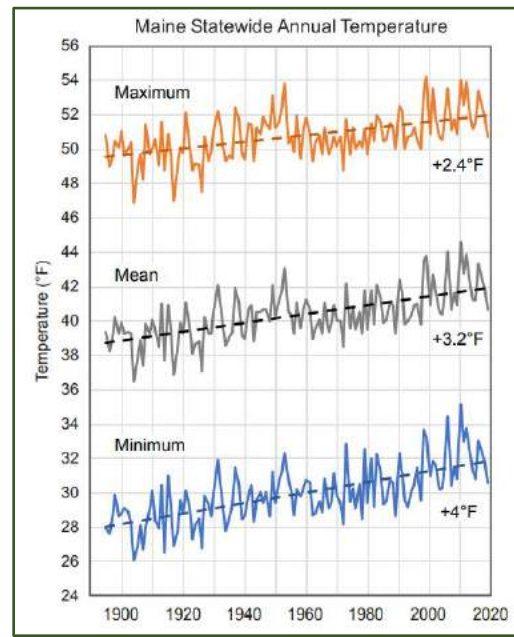 Maine Statewide Annual Temperature
56
54
52
50
48
46
44
42
40
38
36
34
32
30
28
26
24
Temperature (°F)
Maximum
+2.4°F
Mean
+3.2°F
Minimum
+4°F
1900 1920 1940 1960 1980 2000 2020